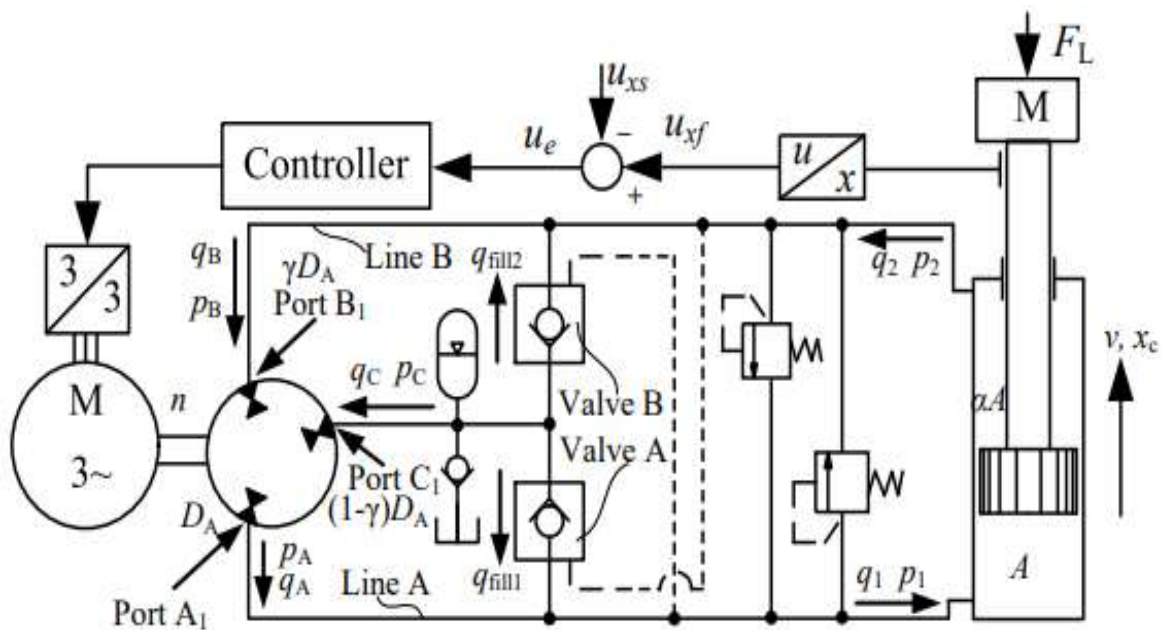 F_L
M
u_xs
−
u_e
u_xf
u
x
+
Controller
q_B
Line B
q_fill2
q_2 p_2
3
3
p_B
γD_A
Port B_1
v, x_c
M
n
q_C p_C
Valve B
αA
Valve A
3~
Port C_1
(1-γ)D_A
D_A
p_A
q_A
q_fill1
q_1 p_1
A
Line A
Port A_1